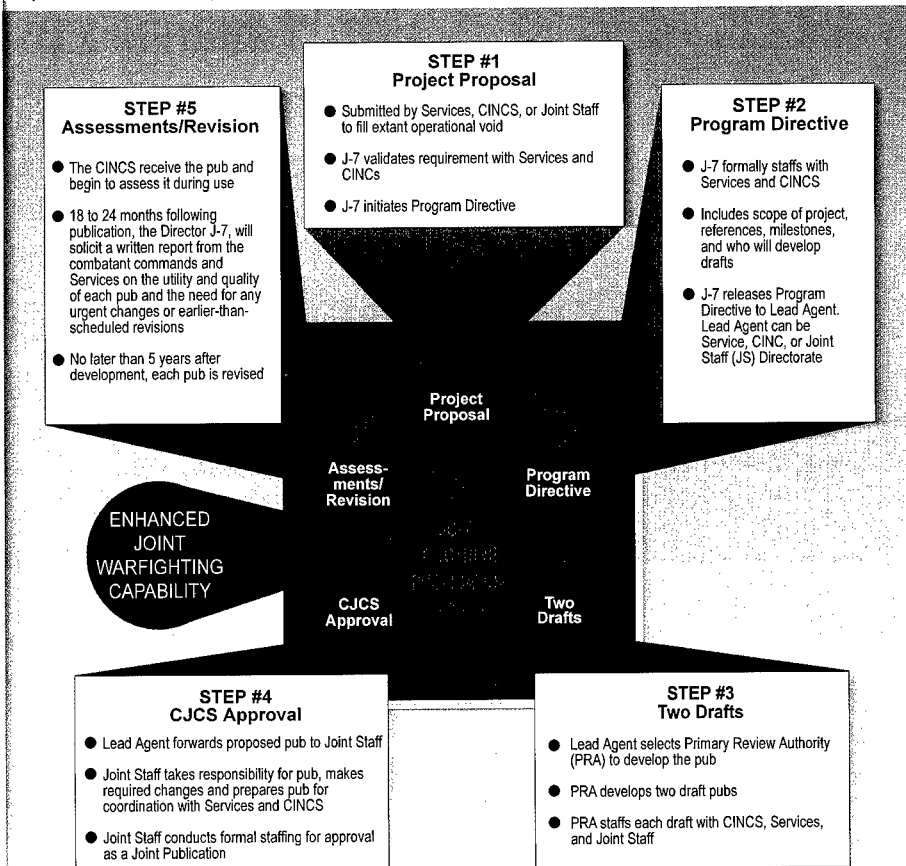 STEP #1
Project Proposal
● Submitted by Services, CINCS, or Joint Staff
to fill extant operational void
● J-7 validates requirement with Services and
CINCs
● J-7 initiates Program Directive
STEP #5
Assessments/Revision
● The CINCS receive the pub and
begin to assess it during use
● 18 to 24 months following
publication, the Director J-7, will
solicit a written report from the
combatant commands and
Services on the utility and quality
of each pub and the need for any
urgent changes or earlier-than-
scheduled revisions
● No later than 5 years after
development, each pub is revised
STEP #2
Program Directive
● J-7 formally staffs with
Services and CINCS
● Includes scope of project,
references, milestones,
and who will develop
drafts
● J-7 releases Program
Directive to Lead Agent.
Lead Agent can be
Service, CINC, or Joint
Staff (JS) Directorate
Project
Proposal
Assess-
ments/
Revision
Program
Directive
ENHANCED
JOINT
WARFIGHTING
CAPABILITY
CJCS
Approval
Two
Drafts
STEP #4
CJCS Approval
● Lead Agent forwards proposed pub to Joint Staff
● Joint Staff takes responsibility for pub, makes
required changes and prepares pub for
coordination with Services and CINCS
● Joint Staff conducts formal staffing for approval
as a Joint Publication
STEP #3
Two Drafts
● Lead Agent selects Primary Review Authority
(PRA) to develop the pub
● PRA develops two draft pubs
● PRA staffs each draft with CINCS, Services,
and Joint Staff